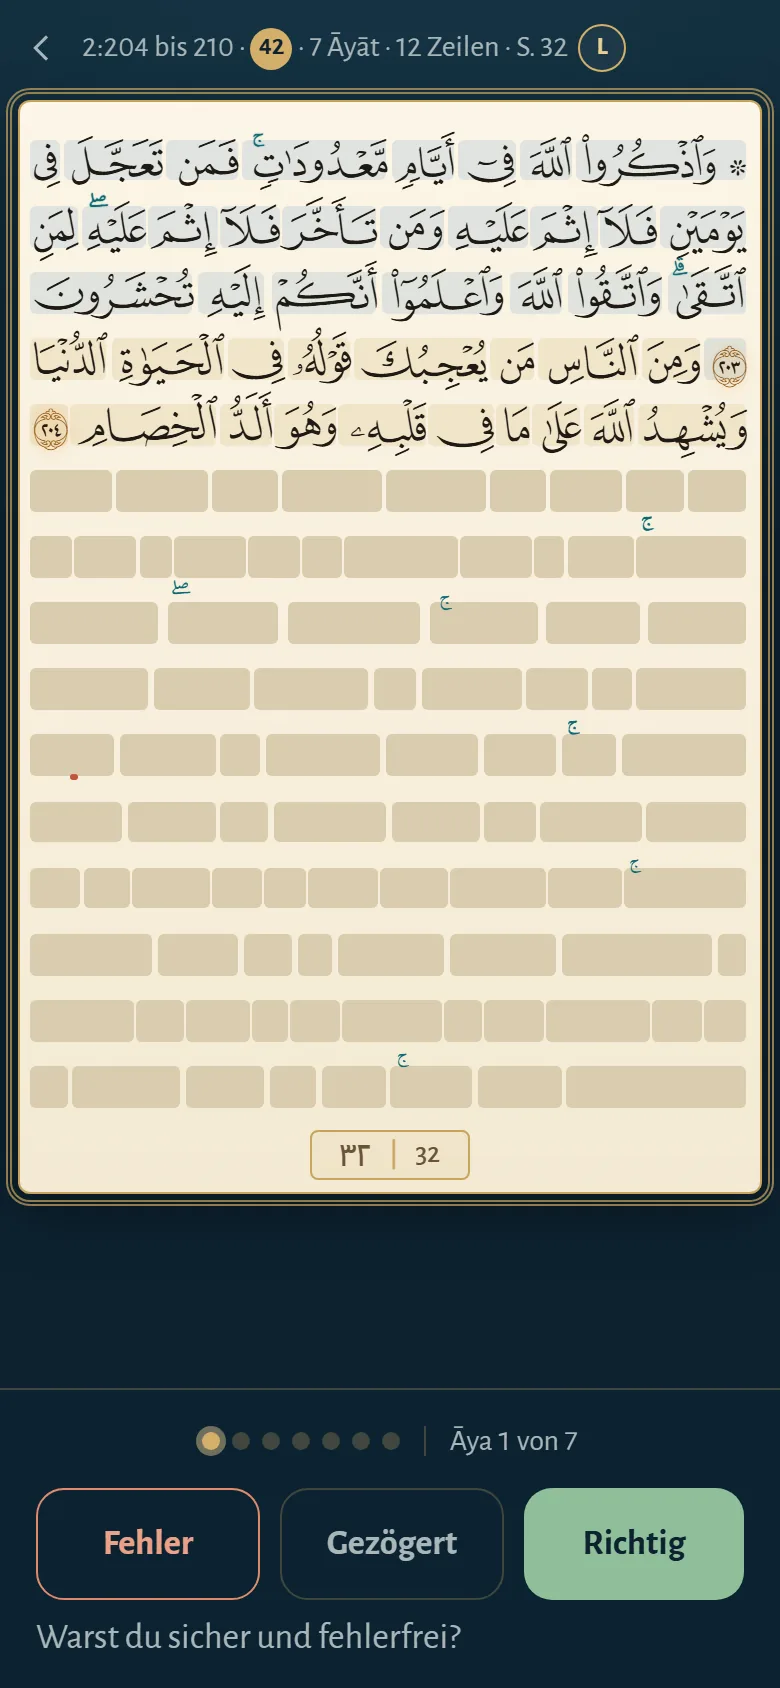 2:204 bis 210 · 42 · 7 Āyāt · 12 Zeilen · S. 32 L
۞ وَٱذْكُرُوا۟ ٱللَّهَ فِىٓ أَيَّامٍ مَّعْدُودَٰتٍ ۚ فَمَن تَعَجَّلَ فِى
يَوْمَيْنِ فَلَآ إِثْمَ عَلَيْهِ وَمَن تَأَخَّرَ فَلَآ إِثْمَ عَلَيْهِ ۖ لِمَنِ
ٱتَّقَىٰ ۗ وَٱتَّقُوا۟ ٱللَّهَ وَٱعْلَمُوٓا۟ أَنَّكُمْ إِلَيْهِ تُحْشَرُونَ
٢٠٣ وَمِنَ ٱلنَّاسِ مَن يُعْجِبُكَ قَوْلُهُۥ فِى ٱلْحَيَوٰةِ ٱلدُّنْيَا
وَيُشْهِدُ ٱللَّهَ عَلَىٰ مَا فِى قَلْبِهِۦ وَهُوَ أَلَدُّ ٱلْخِصَامِ ٢٠٤
ۚ
ۖ ۚ
ۚ
ۚ
ۚ
٣٢ | 32
Āya 1 von 7
Fehler Gezögert Richtig
Warst du sicher und fehlerfrei?